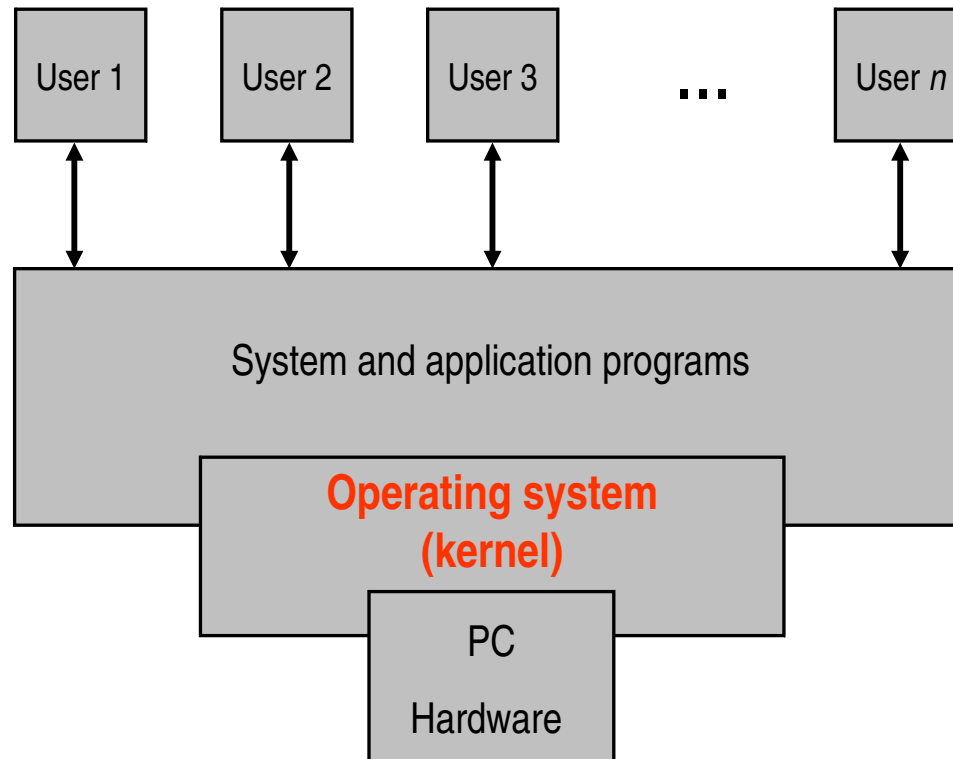 User 1
User 2
User 3
...
User n
System and application programs
Operating system
(kernel)
PC
Hardware